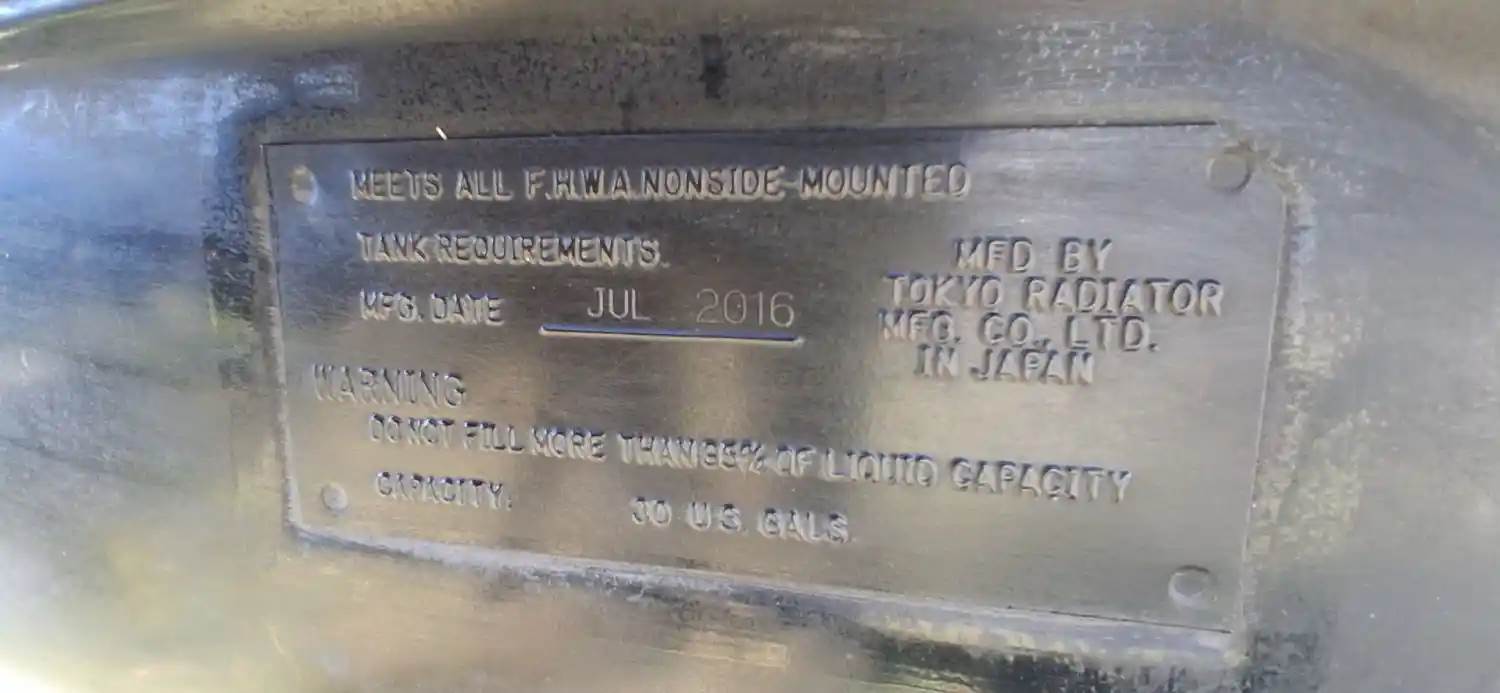 MEETS ALL F.H.W.A. NONSIDE-MOUNTED
TANK REQUIREMENTS.
MFG. DATE JUL 2016
MFD BY
TOKYO RADIATOR
MFG. CO., LTD.
IN JAPAN
WARNING
DO NOT FILL MORE THAN 95% OF LIQUID CAPACITY
CAPACITY. 30 U.S. GALS.